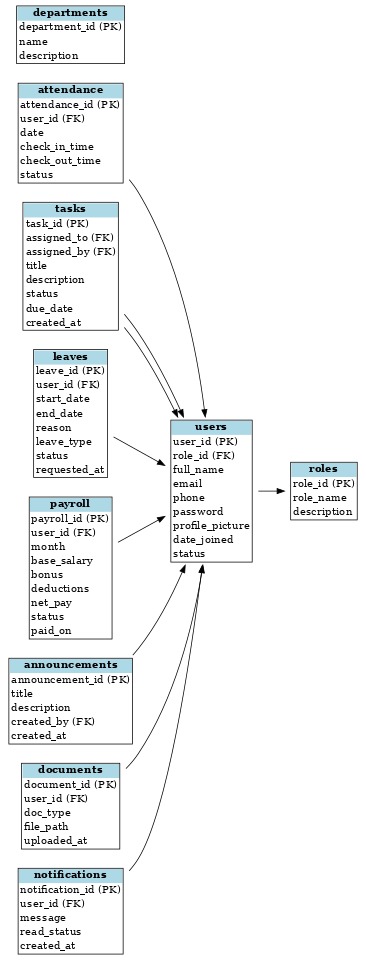 departments
department_id (PK)
name
description
attendance
attendance_id (PK)
user_id (FK)
date
check_in_time
check_out_time
status
tasks
task_id (PK)
assigned_to (FK)
assigned_by (FK)
title
description
status
due_date
created_at
leaves
leave_id (PK)
user_id (FK)
start_date
end_date
reason
leave_type
status
requested_at
users
user_id (PK)
role_id (FK)
full_name
email
phone
password
profile_picture
date_joined
status
roles
role_id (PK)
role_name
description
payroll
payroll_id (PK)
user_id (FK)
month
base_salary
bonus
deductions
net_pay
status
paid_on
announcements
announcement_id (PK)
title
description
created_by (FK)
created_at
documents
document_id (PK)
user_id (FK)
doc_type
file_path
uploaded_at
notifications
notification_id (PK)
user_id (FK)
message
read_status
created_at